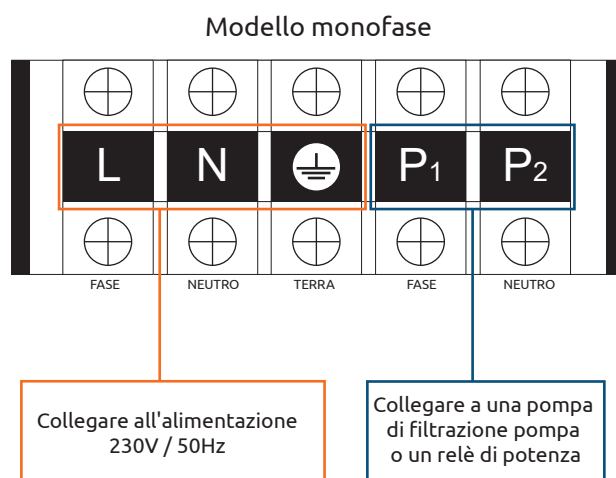 Modello monofase
L N P1 P2
FASE NEUTRO TERRA FASE NEUTRO
Collegare all'alimentazione
230V / 50Hz
Collegare a una pompa
di filtrazione pompa
o un relè di potenza